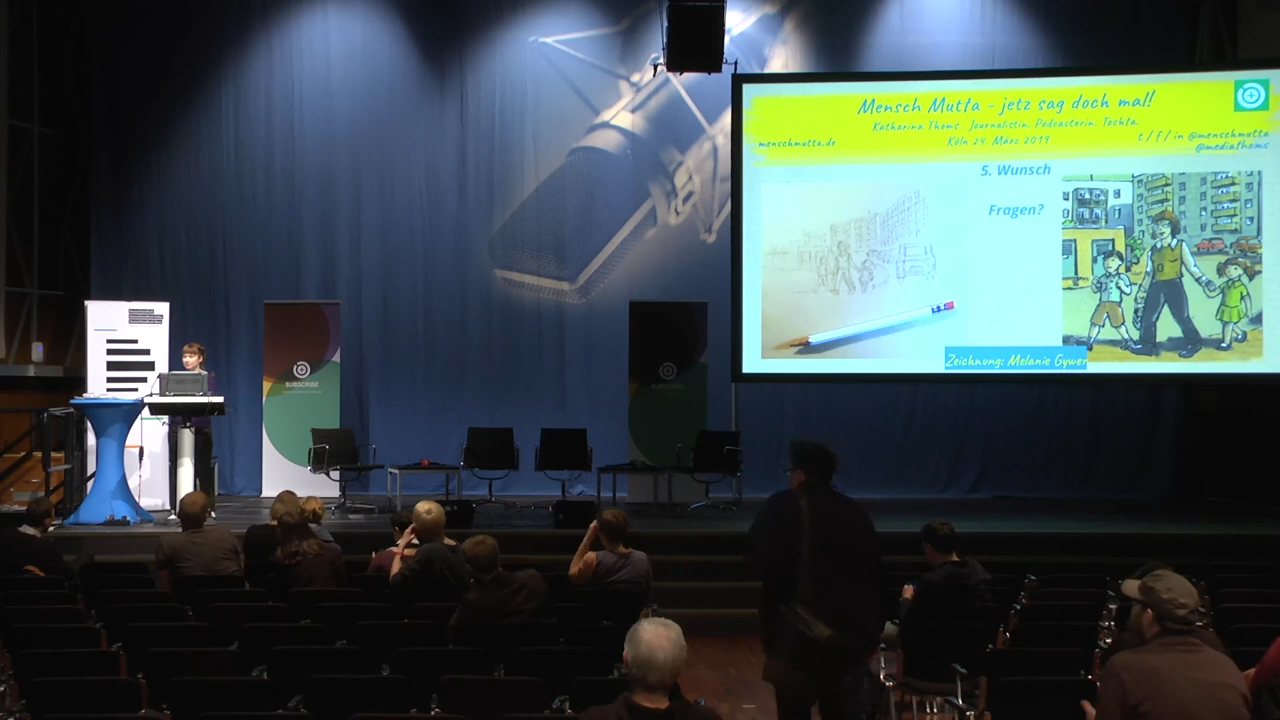 Mensch Mutta - jetz sag doch mal!
Katharina Thoms. Journalistin. Podcasterin. Tochta.
menschmutta.de
Köln 24. März 2019
t / f / in @menschmutta
@mediathoms
5. Wunsch
Fragen?
Zeichnung: Melanie Gywer
SUBSCRIBE
SUBSCRIBE